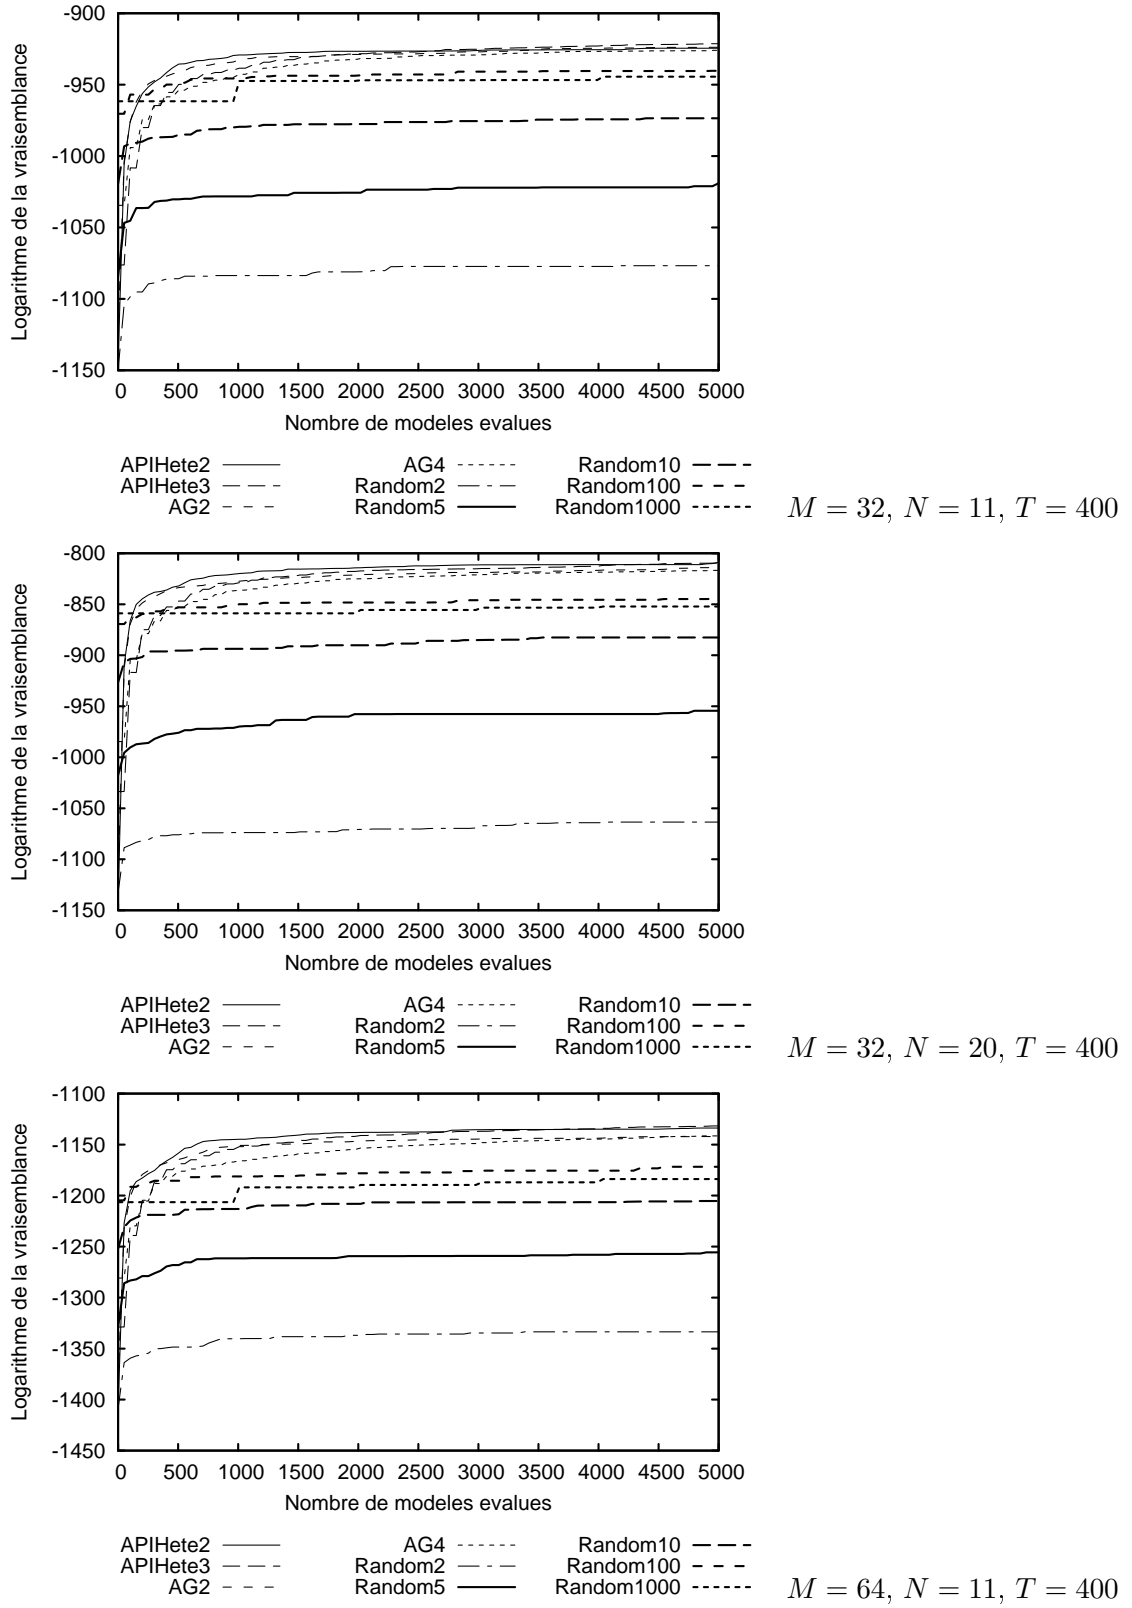 -900
-950
-1000
-1050
-1100
-1150
Logarithme de la vraisemblance
0 500 1000 1500 2000 2500 3000 3500 4000 4500 5000
Nombre de modeles evalues
APIHete2 AG4 Random10
APIHete3 Random2 Random100
AG2 Random5 Random1000
M = 32, N = 11, T = 400
-800
-850
-900
-950
-1000
-1050
-1100
-1150
Logarithme de la vraisemblance
0 500 1000 1500 2000 2500 3000 3500 4000 4500 5000
Nombre de modeles evalues
APIHete2 AG4 Random10
APIHete3 Random2 Random100
AG2 Random5 Random1000
M = 32, N = 20, T = 400
-1100
-1150
-1200
-1250
-1300
-1350
-1400
-1450
Logarithme de la vraisemblance
0 500 1000 1500 2000 2500 3000 3500 4000 4500 5000
Nombre de modeles evalues
APIHete2 AG4 Random10
APIHete3 Random2 Random100
AG2 Random5 Random1000
M = 64, N = 11, T = 400